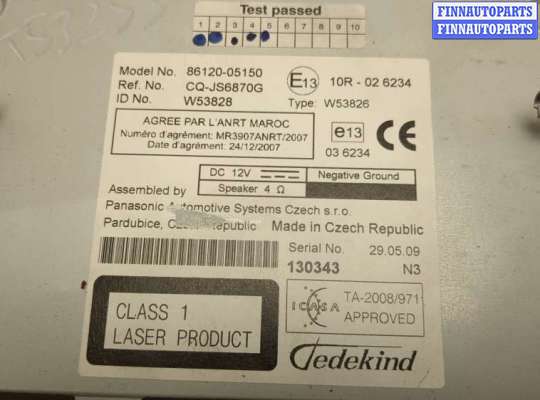 FINNAUTOPARTS
FINNAUTOPARTS
Test passed
1 2 3 4 5 6 7 8 9 10
Model No. 86120-05150
Ref. No. CQ-JS6870G
ID No. W53828
E13 10R - 02 6234
Type: W53826
AGREE PAR L'ANRT MAROC
Numéro d'agrément: MR3907ANRT/2007
Date d'agrément: 24/12/2007
e13
CE
03 6234
DC 12V Negative Ground
Speaker 4 Ω
Assembled by
Panasonic Automotive Systems Czech s.r.o.
Pardubice, Czech Republic Made in Czech Republic
Serial No. 29.05.09
130343 N3
CLASS 1
LASER PRODUCT
ICASA
TA-2008/971
APPROVED
Tedekind